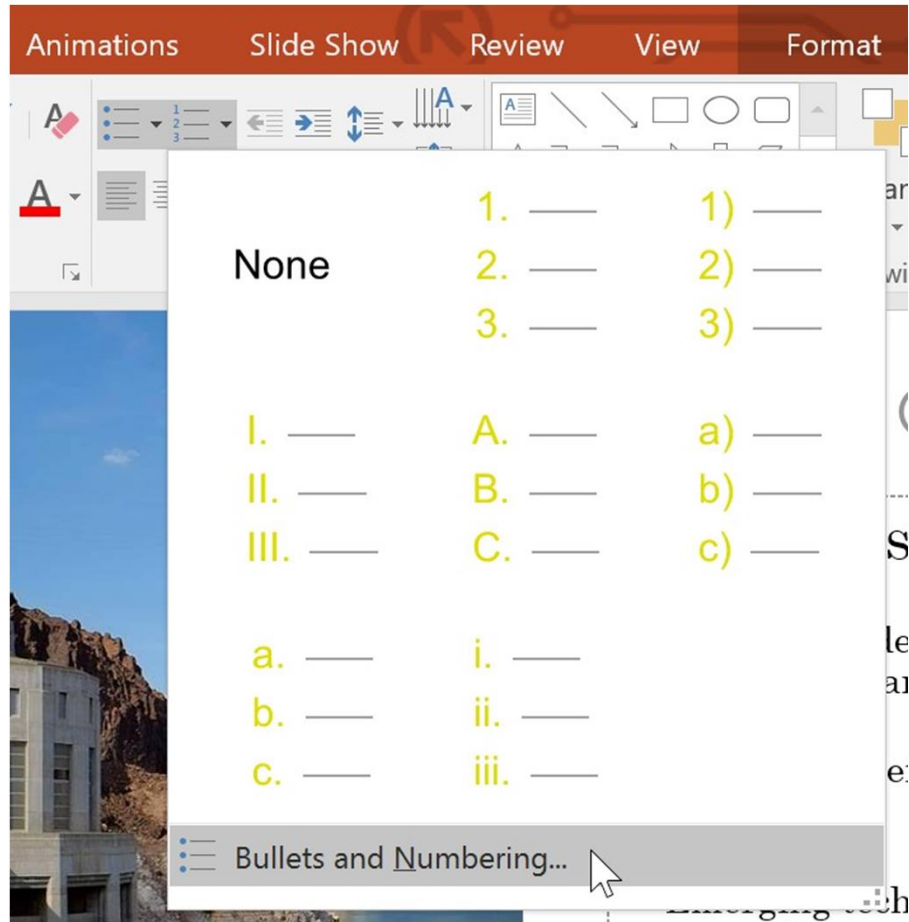 Animations Slide Show Review View Format
None
1.
2.
3.
1)
2)
3)
I.
II.
III.
A.
B.
C.
a)
b)
c)
a.
b.
c.
i.
ii.
iii.
Bullets and Numbering...